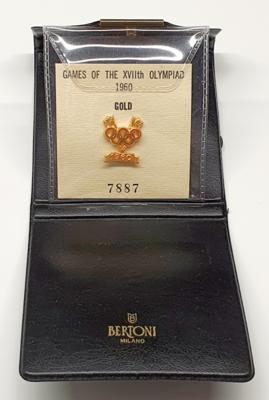 GAMES OF THE XVIIth OLYMPIAD
1960
GOLD
7887
BERTONI
MILANO